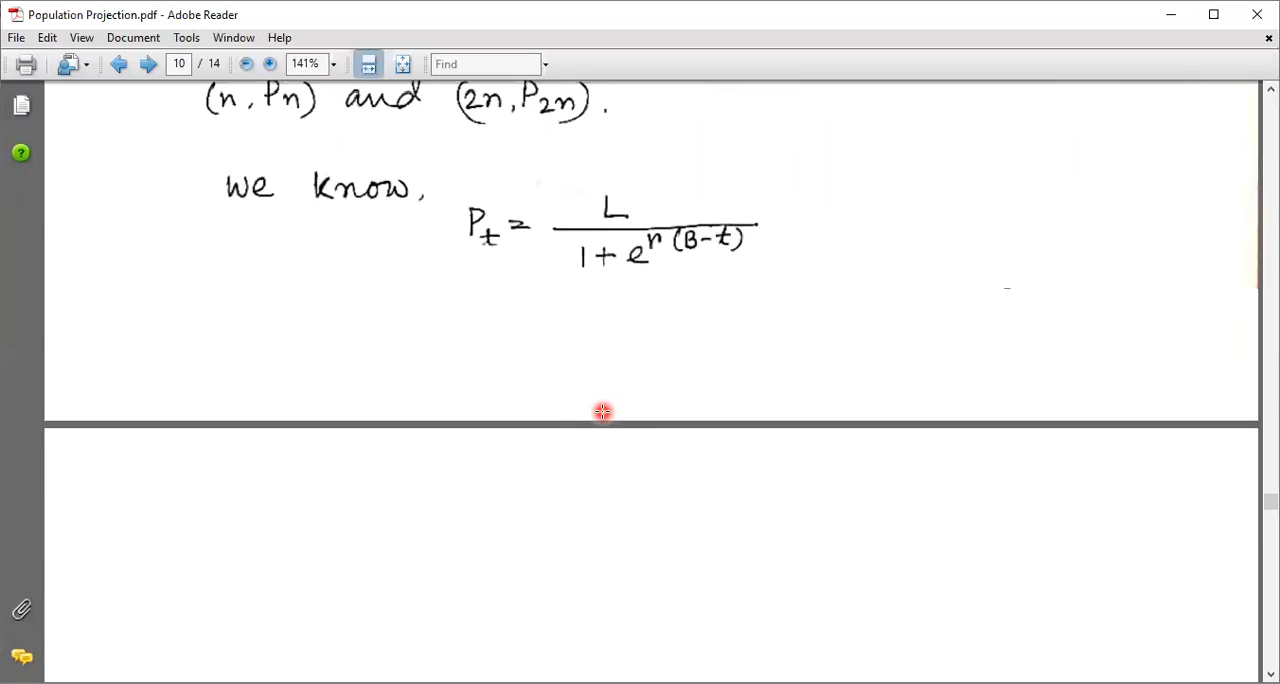 Population Projection.pdf - Adobe Reader
File Edit View Document Tools Window Help
10 / 14 141% Find
(n, Pn) and (2n, P2n).
we know,
Pt = L / 1 + e^r(B-t)